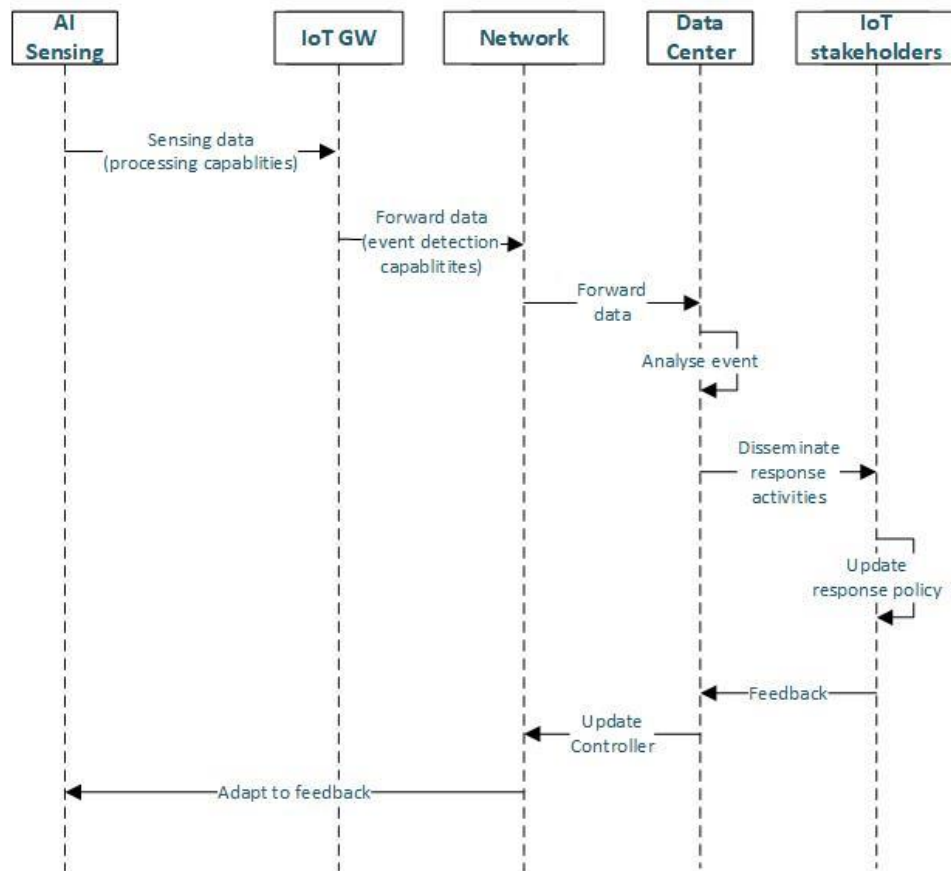 AI
Sensing
IoT GW
Network
Data
Center
IoT
stakeholders
Sensing data
(processing capablities)
Forward data
(event detection
capablitites)
Forward
data
Analyse event
Disseminate
response
activities
Update
response policy
Feedback
Update
Controller
Adapt to feedback